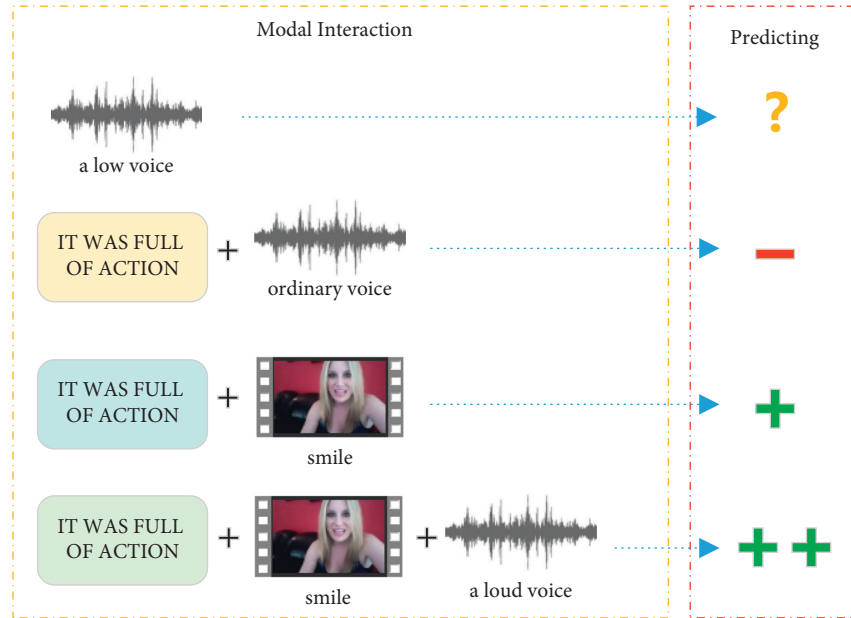 Modal Interaction
Predicting
?
a low voice
IT WAS FULL
OF ACTION
+
ordinary voice
−
IT WAS FULL
OF ACTION
+
smile
+
IT WAS FULL
OF ACTION
+
smile
+
a loud voice
++